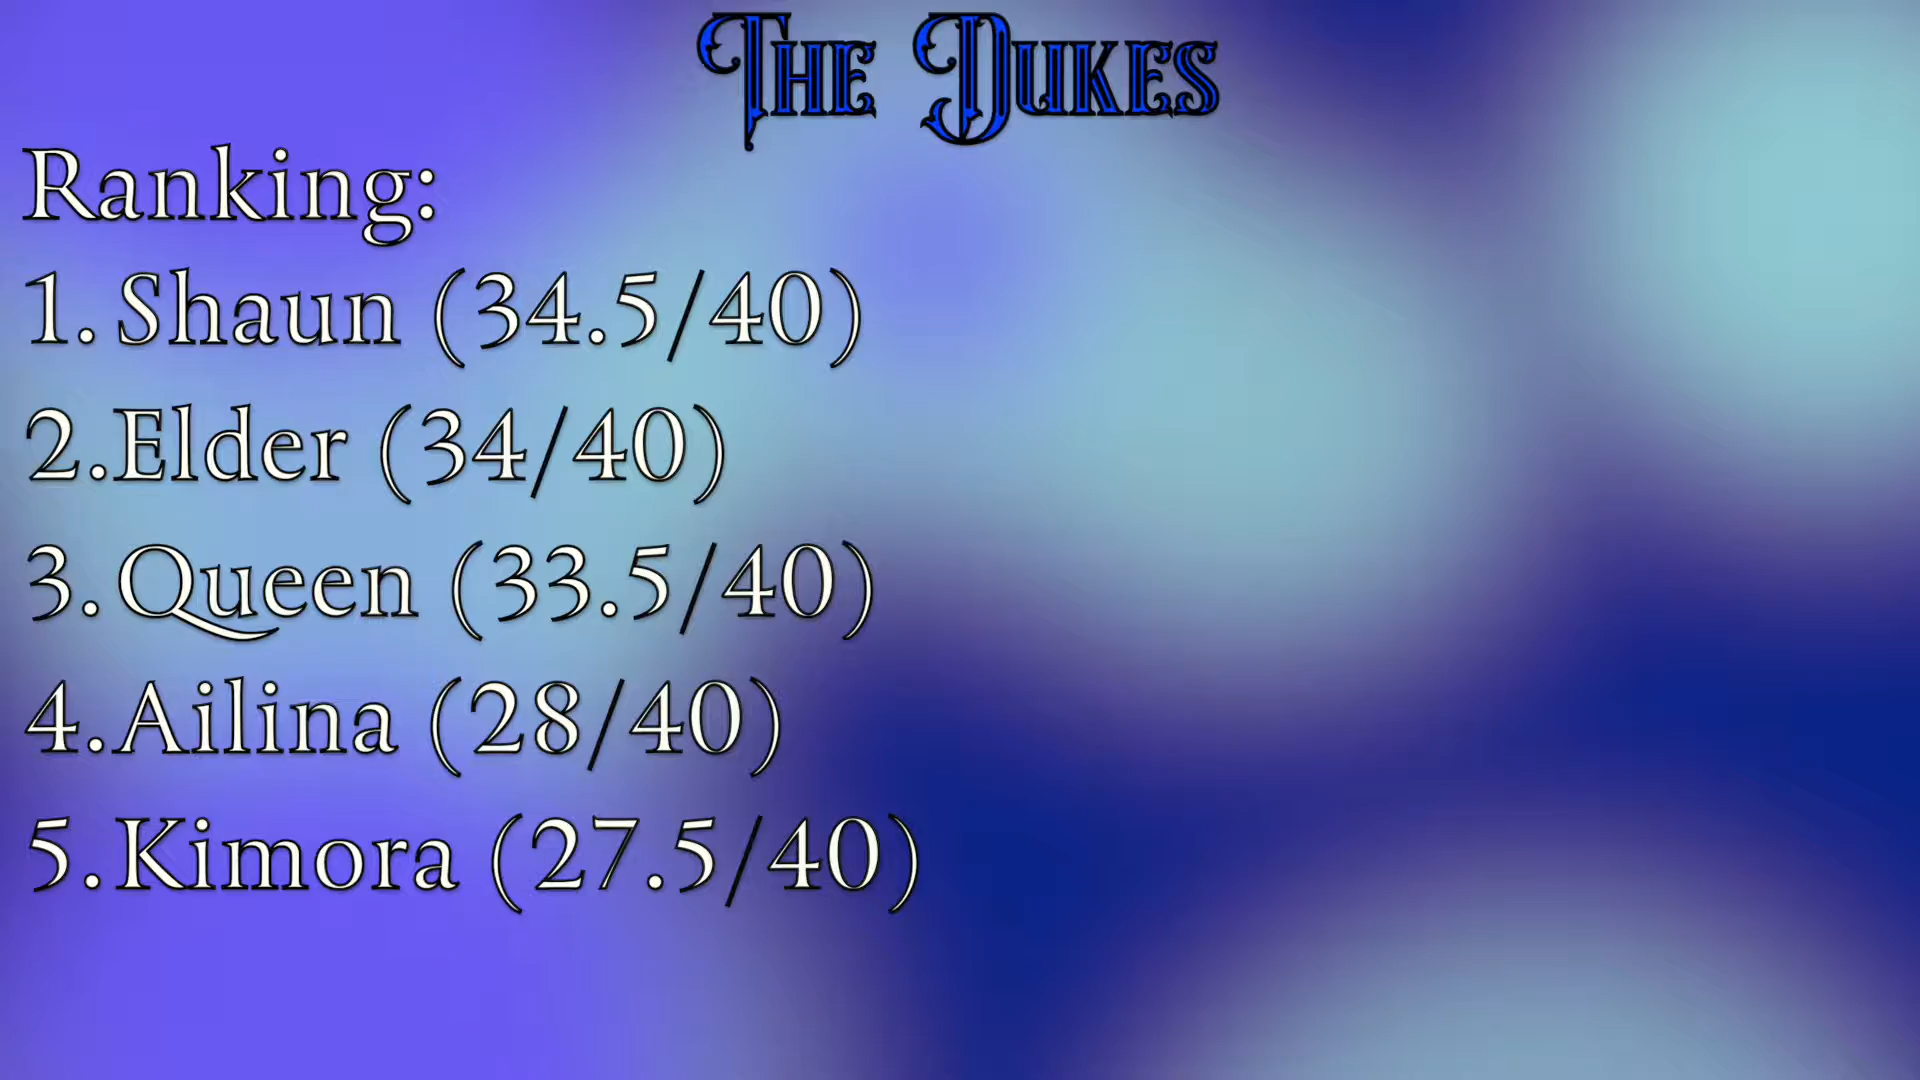 The Dukes
Ranking:
1. Shaun (34.5/40)
2. Elder (34/40)
3. Queen (33.5/40)
4. Ailina (28/40)
5. Kimora (27.5/40)